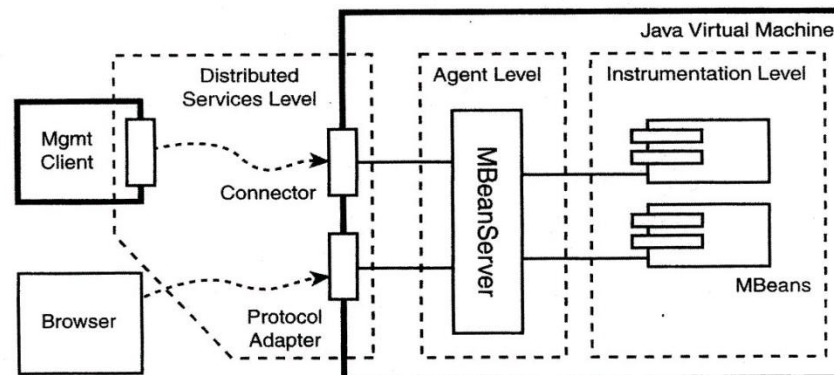 Java Virtual Machine
Distributed
Services Level
Agent Level
Instrumentation Level
Mgmt
Client
Connector
MBeanServer
MBeans
Browser
Protocol
Adapter